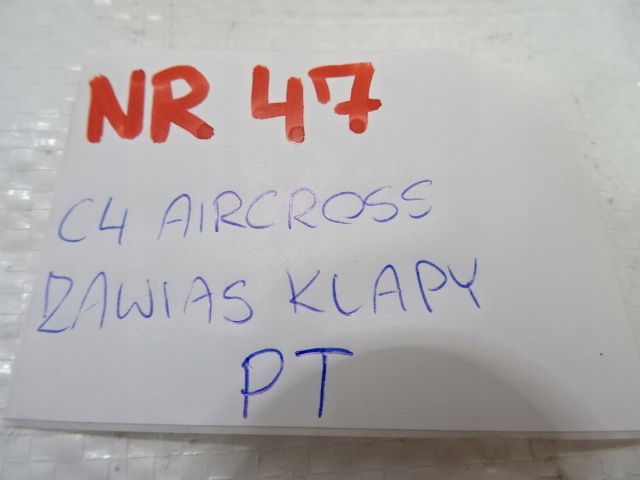 NR 47
C4 AIRCROSS
ZAWIAS KLAPY
PT